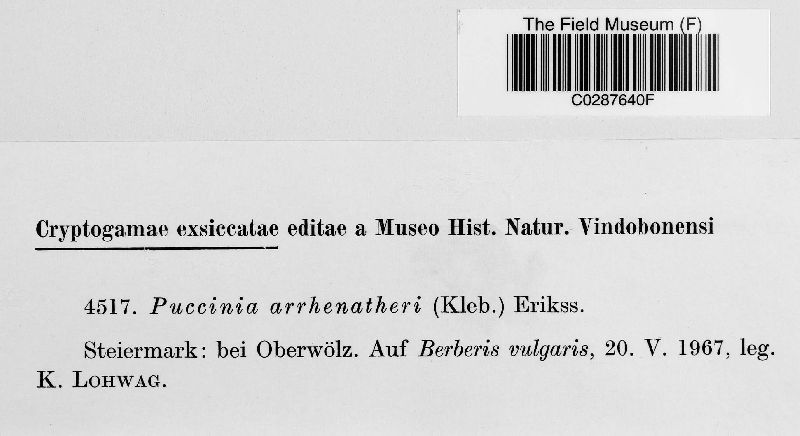 The Field Museum (F)
C0287640F
Cryptogamae exsiccatae editae a Museo Hist. Natur. Vindobonensi
4517. Puccinia arrhenatheri (Kleb.) Erikss.
Steiermark: bei Oberwölz. Auf Berberis vulgaris, 20. V. 1967, leg.
K. LOHWAG.